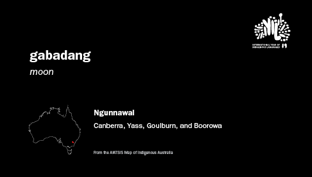 gabadang
moon
Ngunnawal
Canberra, Yass, Goulburn, and Boorowa
From the AIATSIS Map of Indigenous Australia